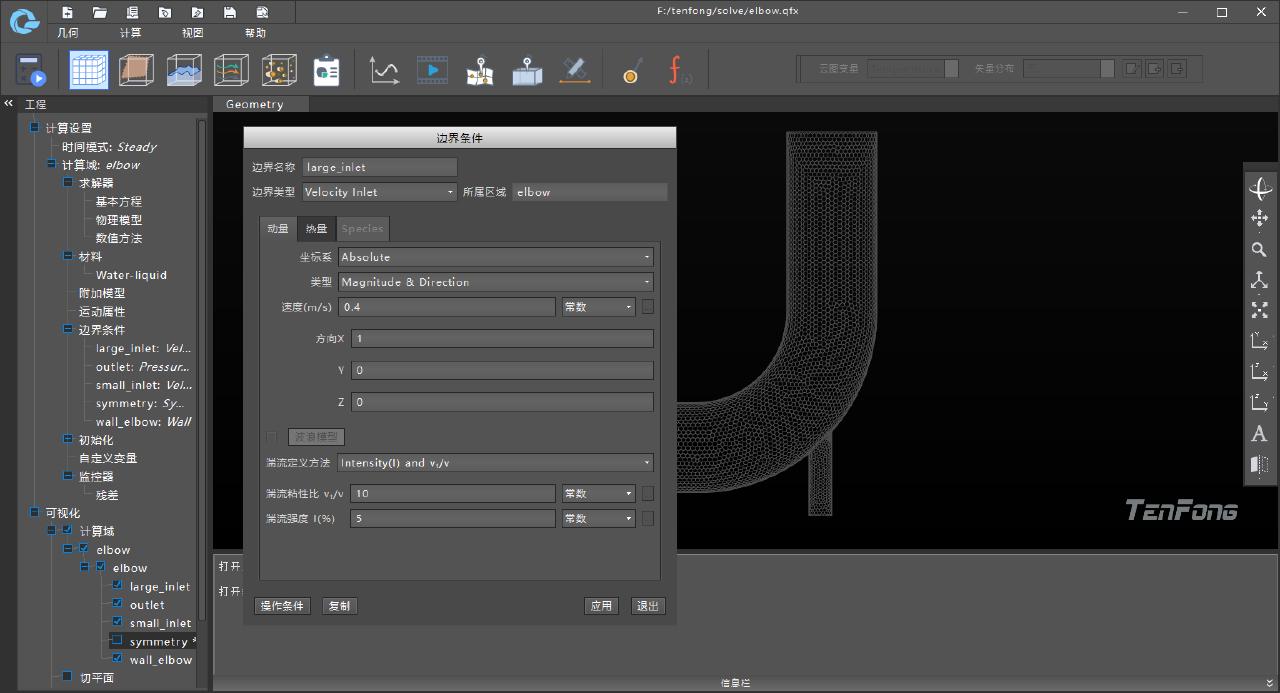 F:/tenfong/solve/elbow.qfx
几何 计算 视图 帮助
云图变量 矢量分布
工程
Geometry
计算设置
时间模式: Steady
计算域: elbow
求解器
基本方程
物理模型
数值方法
材料
Water-liquid
附加模型
运动属性
边界条件
large_inlet: Vel...
outlet: Pressur...
small_inlet: Vel...
symmetry: Sy...
wall_elbow: Wall
初始化
自定义变量
监控器
残差
可视化
计算域
elbow
elbow
large_inlet
outlet
small_inlet
symmetry *
wall_elbow
切平面
边界条件
边界名称 large_inlet
边界类型 Velocity Inlet 所属区域 elbow
动量 热量 Species
坐标系 Absolute
类型 Magnitude & Direction
速度(m/s) 0.4 常数
方向X 1
Y 0
Z 0
波浪模型
湍流定义方法 Intensity(I) and νₜ/ν
湍流粘性比 νₜ/ν 10 常数
湍流强度 I(%) 5 常数
操作条件 复制 应用 退出
TENFONG
打开
打开
信息栏